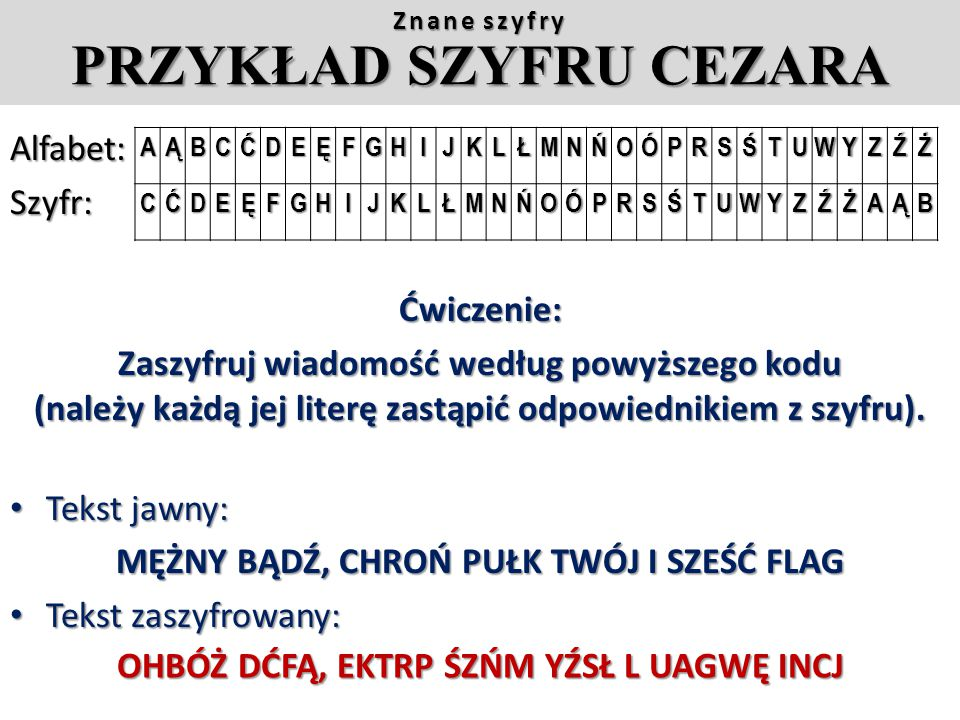 Znane szyfry
PRZYKŁAD SZYFRU CEZARA
Alfabet: A Ą B C Ć D E Ę F G H I J K L Ł M N Ń O Ó P R S Ś T U W Y Z Ź Ż
Szyfr: C Ć D E Ę F G H I J K L Ł M N Ń O Ó P R S Ś T U W Y Z Ź Ż A Ą B
Ćwiczenie:
Zaszyfruj wiadomość według powyższego kodu
(należy każdą jej literę zastąpić odpowiednikiem z szyfru).
• Tekst jawny:
MĘŻNY BĄDŹ, CHROŃ PUŁK TWÓJ I SZEŚĆ FLAG
• Tekst zaszyfrowany:
OHBÓŻ DĆFĄ, EKTRP ŚZŃM YŹSŁ L UAGWĘ INCJ